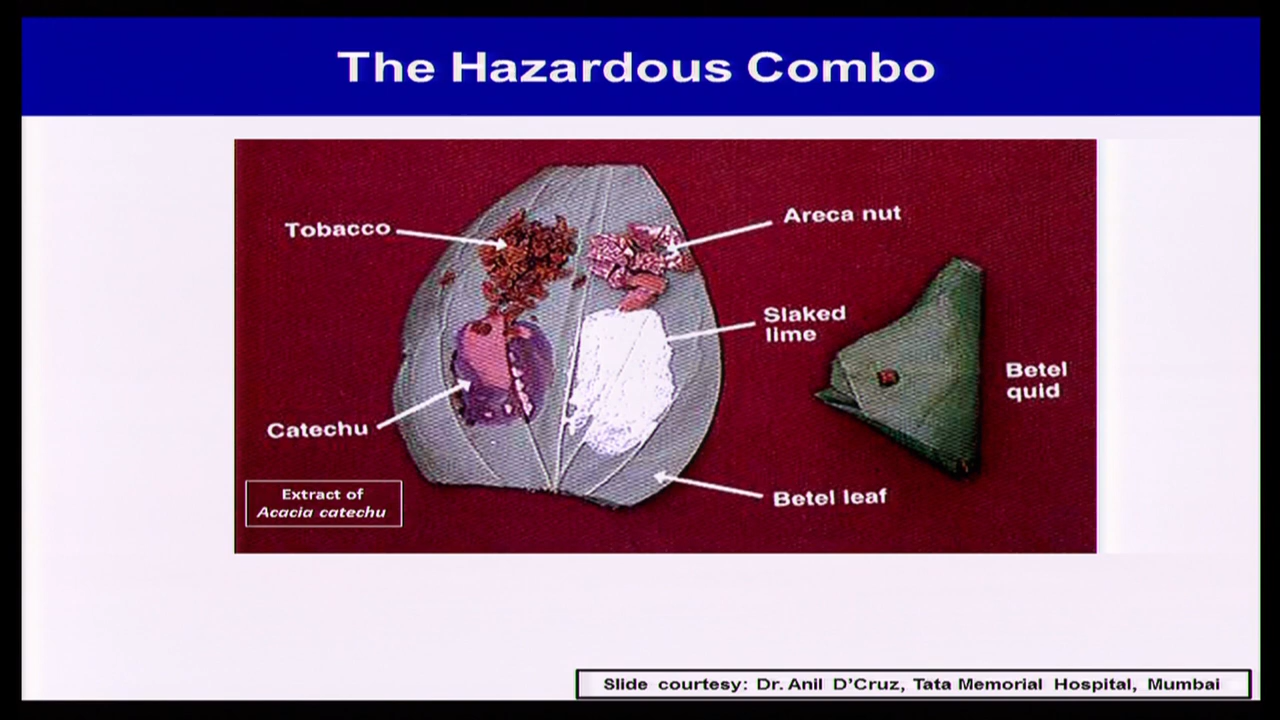 The Hazardous Combo
Tobacco
Areca nut
Slaked
lime
Betel
quid
Catechu
Extract of
Acacia catechu
Betel leaf
Slide courtesy: Dr. Anil D'Cruz, Tata Memorial Hospital, Mumbai